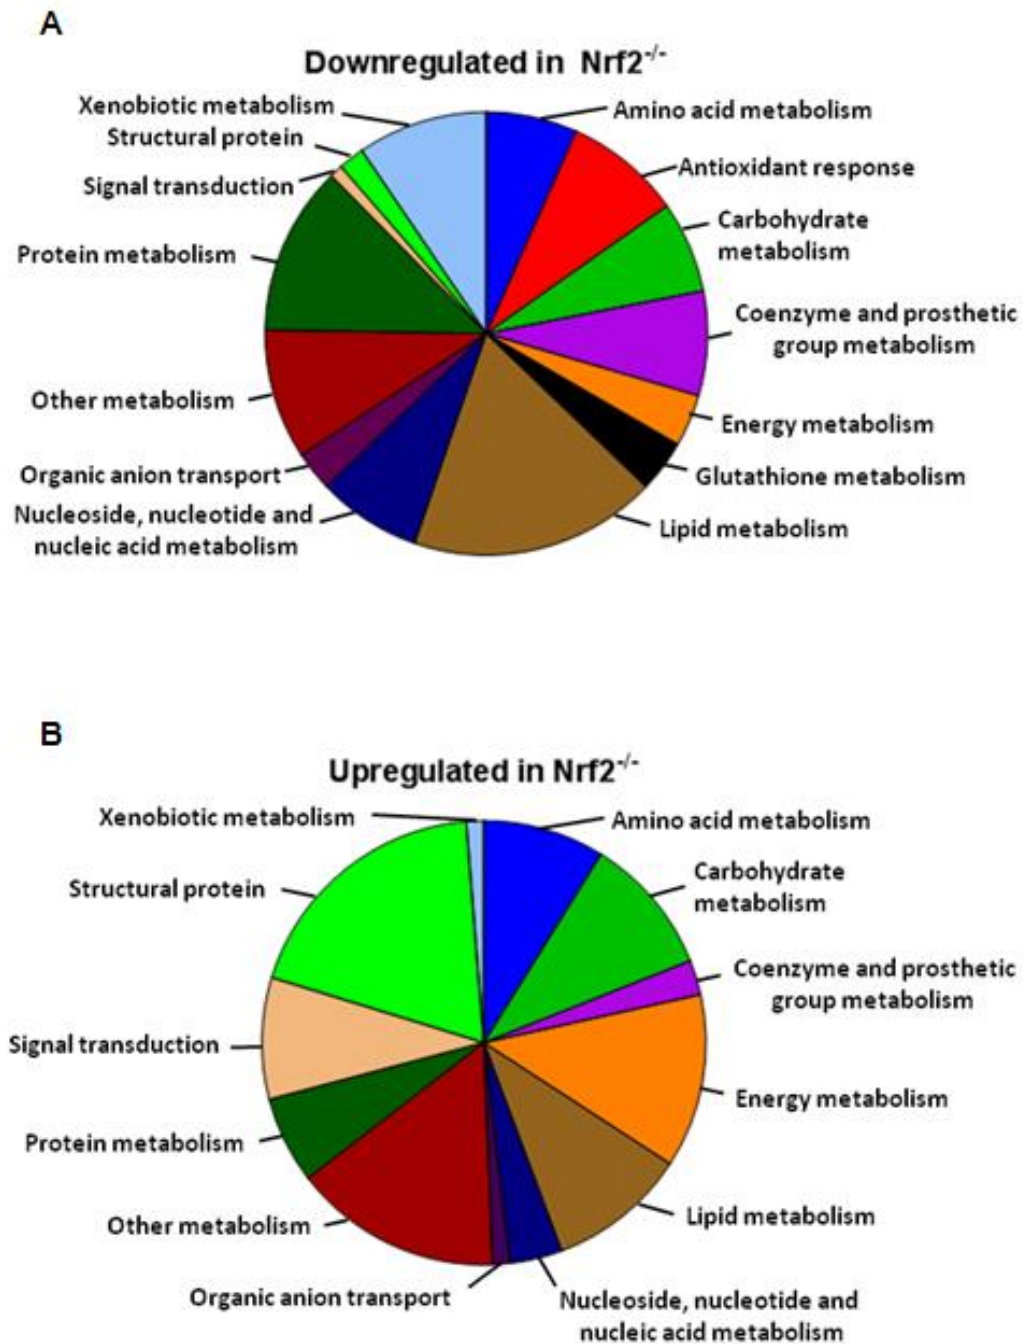 A
Downregulated in Nrf2-/-
Xenobiotic metabolism
Structural protein
Signal transduction
Protein metabolism
Other metabolism
Organic anion transport
Nucleoside, nucleotide and
nucleic acid metabolism
Amino acid metabolism
Antioxidant response
Carbohydrate
metabolism
Coenzyme and prosthetic
group metabolism
Energy metabolism
Glutathione metabolism
Lipid metabolism
B
Upregulated in Nrf2-/-
Xenobiotic metabolism
Structural protein
Signal transduction
Protein metabolism
Other metabolism
Organic anion transport
Amino acid metabolism
Carbohydrate
metabolism
Coenzyme and prosthetic
group metabolism
Energy metabolism
Lipid metabolism
Nucleoside, nucleotide and
nucleic acid metabolism